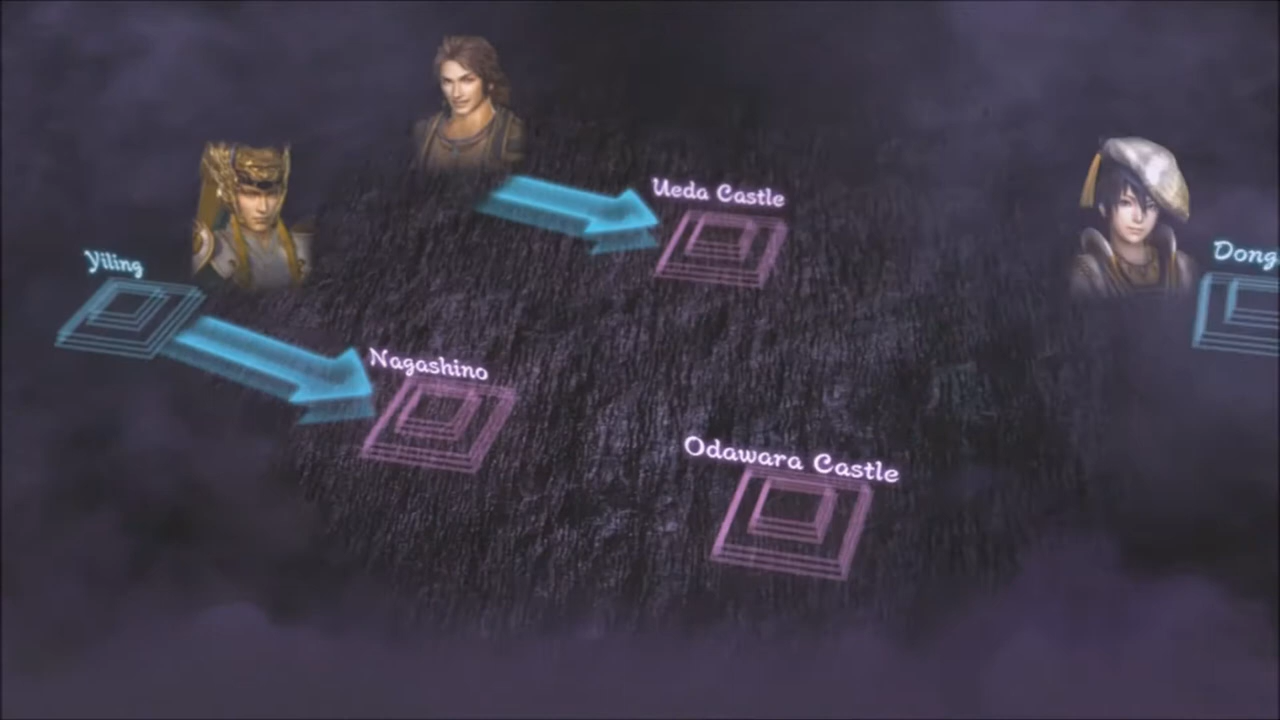 Ueda Castle
Yiling
Dong
Nagashino
Odawara Castle